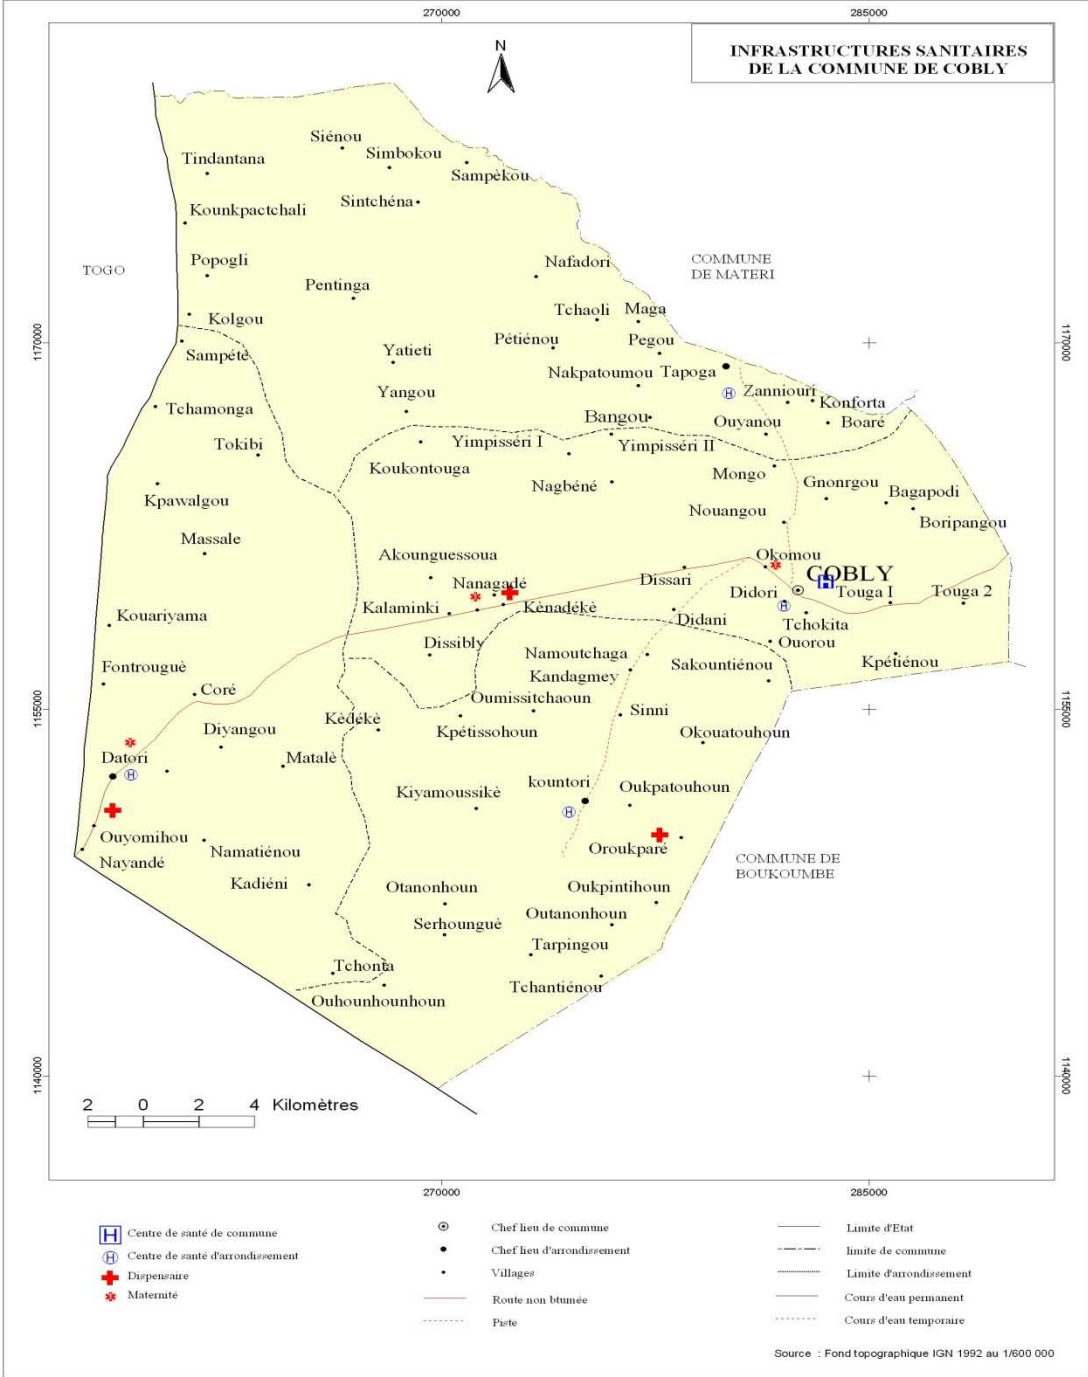 270000
285000
N
INFRASTRUCTURES SANITAIRES
DE LA COMMUNE DE COBLY
Siénou
Simbokou
Tindantana
Sampèkou
Sintchéna
Kounkpactchali
COMMUNE
DE MATERI
TOGO
Popogli
Nafadori
Pentinga
Tchaoli
Maga
Kolgou
1170000
1170000
Pétiénou
Pegou
Sampété
Yatieti
Nakpatoumou
Tapoga
Yangou
Zanniouri
Konforta
Tchamonga
Bangou
Ouyanou
Boaré
Tokibi
Yimpisséri I
Yimpisséri II
Koukontouga
Mongo
Nagbéné
Gnonrgou
Bagapodi
Kpawalgou
Nouangou
Boripangou
Massale
Akounguessoua
Okomou
Nanagadé
Dissari
COBLY
Kalaminki
Kènadékè
Didori
Touga I
Touga 2
Kouariyama
Didani
Tchokita
Dissibly
Namoutchaga
Ouorou
Fontrouguè
Kandagmey
Sakountiénou
Kpétiénou
Coré
Oumissitchaoun
1155000
1155000
Kèdékè
Sinni
Diyangou
Kpétissohoun
Okouatouhoun
Datori
Matalè
kountori
Kiyamoussikè
Oukpatouhoun
Ouyomihou
Namatiénou
Oroukparé
Nayandé
COMMUNE DE
BOUKOUMBE
Kadiéni
Otanonhoun
Oukpintihoun
Serhounguè
Outanonhoun
Tarpingou
Tchonta
Tchantiénou
Ouhounhounhoun
1140000
1140000
2 0 2 4 Kilomètres
270000
285000
H Centre de santé de commune
H Centre de santé d'arrondissement
Dispensaire
Maternité
Chef lieu de commune
Chef lieu d'arrondissement
Villages
Route non btumée
Piste
Limite d'Etat
limite de commune
Limite d'arrondissement
Cours d'eau permanent
Cours d'eau temporaire
Source : Fond topographique IGN 1992 au 1/600 000